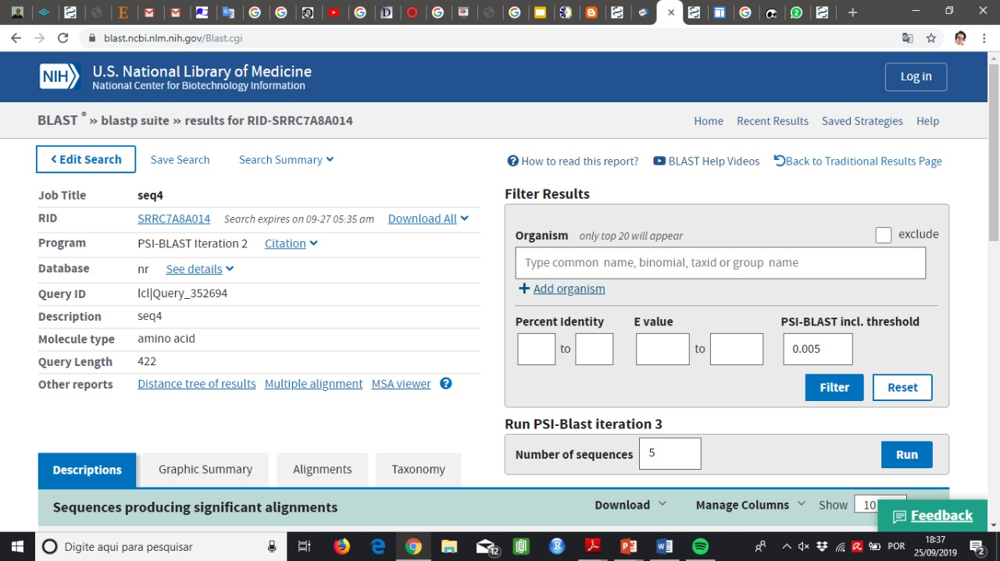 blast.ncbi.nlm.nih.gov/Blast.cgi
NIH
U.S. National Library of Medicine
National Center for Biotechnology Information
Log in
BLAST ® » blastp suite » results for RID-SRRC7A8A014
Home Recent Results Saved Strategies Help
Edit Search Save Search Search Summary
How to read this report? BLAST Help Videos Back to Traditional Results Page
Job Title seq4
RID SRRC7A8A014 Search expires on 09-27 05:35 am Download All
Program PSI-BLAST Iteration 2 Citation
Database nr See details
Query ID lcl|Query_352694
Description seq4
Molecule type amino acid
Query Length 422
Other reports Distance tree of results Multiple alignment MSA viewer
Filter Results
Organism only top 20 will appear exclude
Type common name, binomial, taxid or group name
Add organism
Percent Identity E value PSI-BLAST incl. threshold
to to 0.005
Filter Reset
Run PSI-Blast iteration 3
Number of sequences 5 Run
Descriptions Graphic Summary Alignments Taxonomy
Sequences producing significant alignments Download Manage Columns Show 10
Feedback
Digite aqui para pesquisar
12
POR
18:37
25/09/2019
2